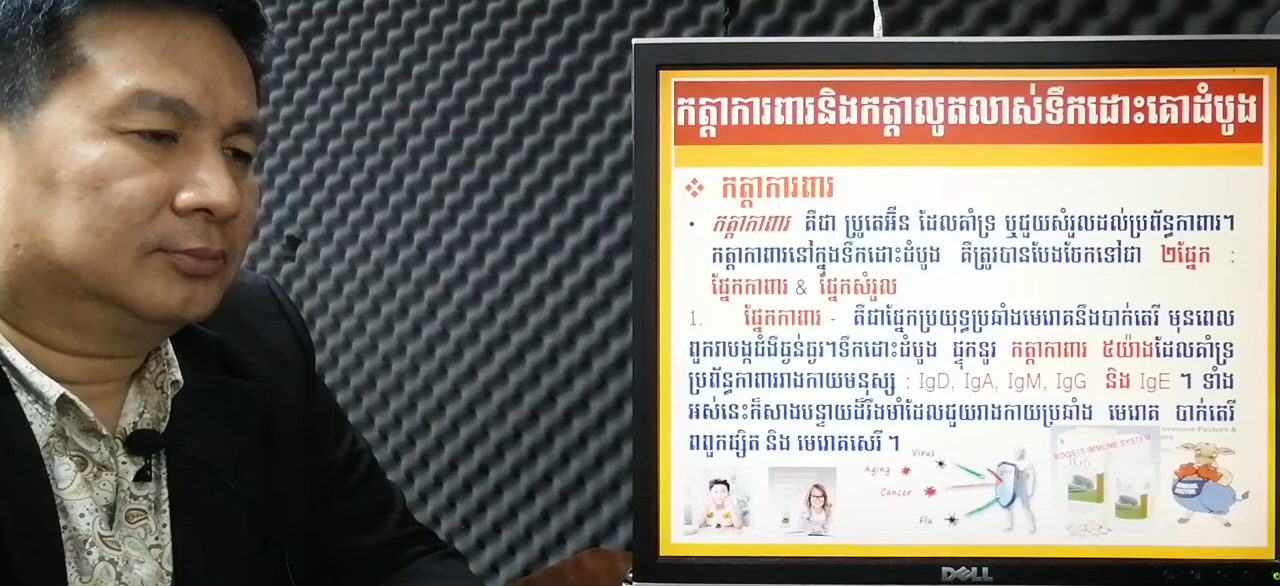 កត្តាការពារនិងកត្តាលូតលាស់ទឹកដោះគោដំបូង
❖ កត្តាការពារ
• កត្តាកាពារ គឺជា ប្រូតេអ៊ីន ដែលគាំទ្រ ឬជួយសំរួលដល់ប្រព័ន្ធកាពារ។
កត្តាកាពារនៅក្នុងទឹកដោះដំបូង គឺត្រូវបានបែងចែកទៅជា ២ផ្នែក :
ផ្នែកកាពារ & ផ្នែកសំរួល
1. ផ្នែកកាពារ - គឺជាផ្នែកប្រយុទ្ធប្រឆាំងមេរោគនឹងបាក់តេរី មុនពេល
ពួករាបង្កជំងឺធ្ងន់ធ្ងរ។ទឹកដោះដំបូង ផ្ទុកនូវ កត្តាកាពារ ៥យ៉ាងដែលគាំទ្រ
ប្រព័ន្ធកាពាររាងកាយមនុស្ស : IgD, IgA, IgM, IgG និង IgE ។ ទាំង
អស់នេះក៏សាងបន្ទាយដ៏រឹងមាំដែលជួយរាងកាយប្រឆាំង មេរោគ បាក់តេរី
ពពួកផ្សិត និង មេរោគសេរី ។
Immune Factors &
BOOSTS IMMUNE SYSTEM
Virus
Aging
Cancer
Flu
DELL